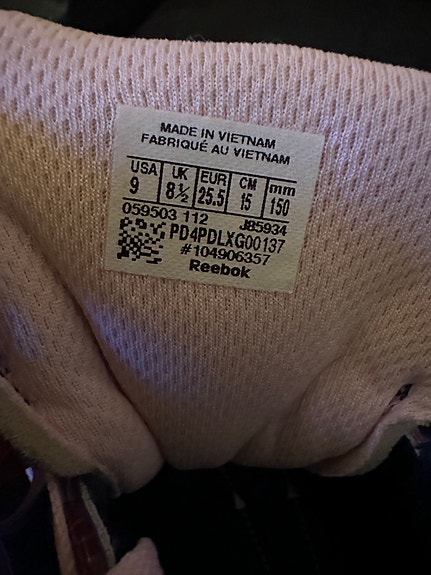 MADE IN VIETNAM
FABRIQUÉ AU VIETNAM
USA UK EUR CM mm
9 8½ 25.5 15 150
059503 112 J85934
PD4PDLXG00137
#104906357
Reebok